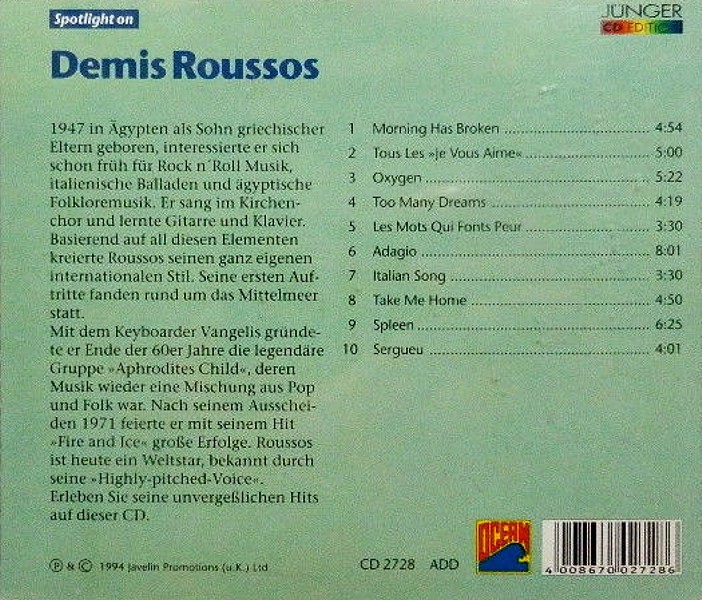 Spotlight on
JÜNGER
CD EDITION
Demis Roussos
1947 in Ägypten als Sohn griechischer
Eltern geboren, interessierte er sich
schon früh für Rock n´Roll Musik,
italienische Balladen und ägyptische
Folkloremusik. Er sang im Kirchen-
chor und lernte Gitarre und Klavier.
Basierend auf all diesen Elementen
kreierte Roussos seinen ganz eigenen
internationalen Stil. Seine ersten Auf-
tritte fanden rund um das Mittelmeer
statt.
Mit dem Keyboarder Vangelis gründe-
te er Ende der 60er Jahre die legendäre
Gruppe »Aphrodites Child«, deren
Musik wieder eine Mischung aus Pop
und Folk war. Nach seinem Ausschei-
den 1971 feierte er mit seinem Hit
»Fire and Ice« große Erfolge. Roussos
ist heute ein Weltstar, bekannt durch
seine »Highly-pitched-Voice«.
Erleben Sie seine unvergeßlichen Hits
auf dieser CD.
1 Morning Has Broken 4:54
2 Tous Les »Je Vous Aime« 5:00
3 Oxygen 5:22
4 Too Many Dreams 4:19
5 Les Mots Qui Fonts Peur 3:30
6 Adagio 8:01
7 Italian Song 3:30
8 Take Me Home 4:50
9 Spleen 6:25
10 Sergueu 4:01
℗ & © 1994 Javelin Promotions (u.K.) Ltd
CD 2728 ADD
OCEAN
4 008670 027286